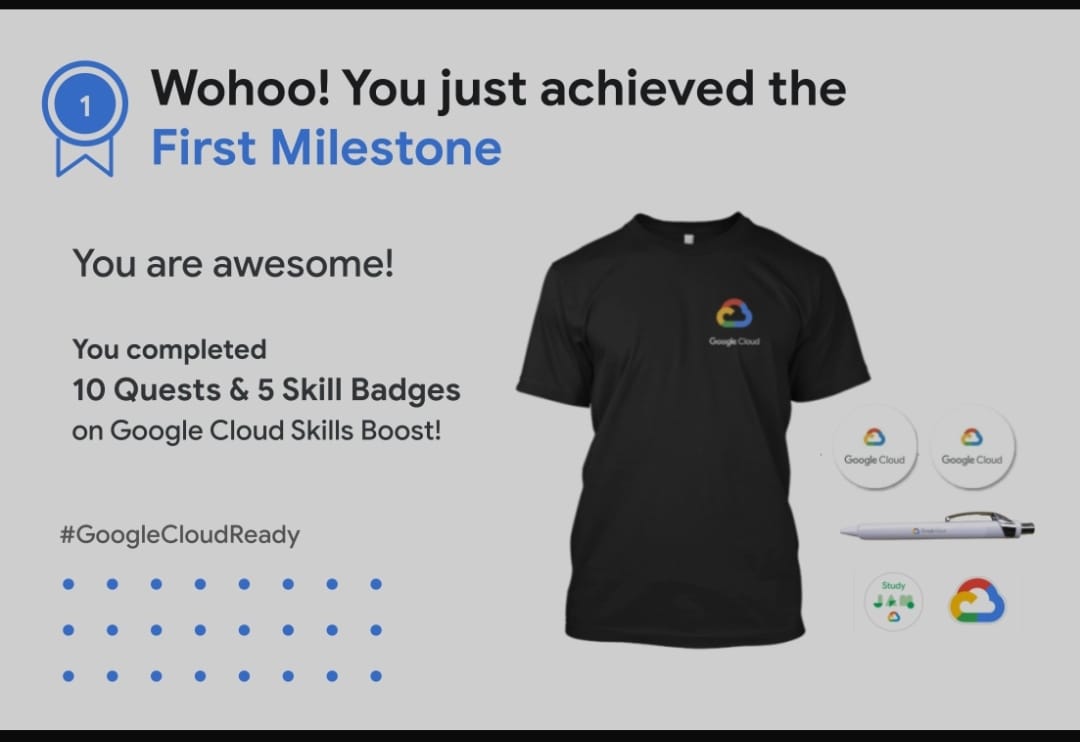 1
Wohoo! You just achieved the
First Milestone
You are awesome!
You completed
10 Quests & 5 Skill Badges
on Google Cloud Skills Boost!
#GoogleCloudReady
Google Cloud
Google Cloud
Google Cloud
Study
JAM